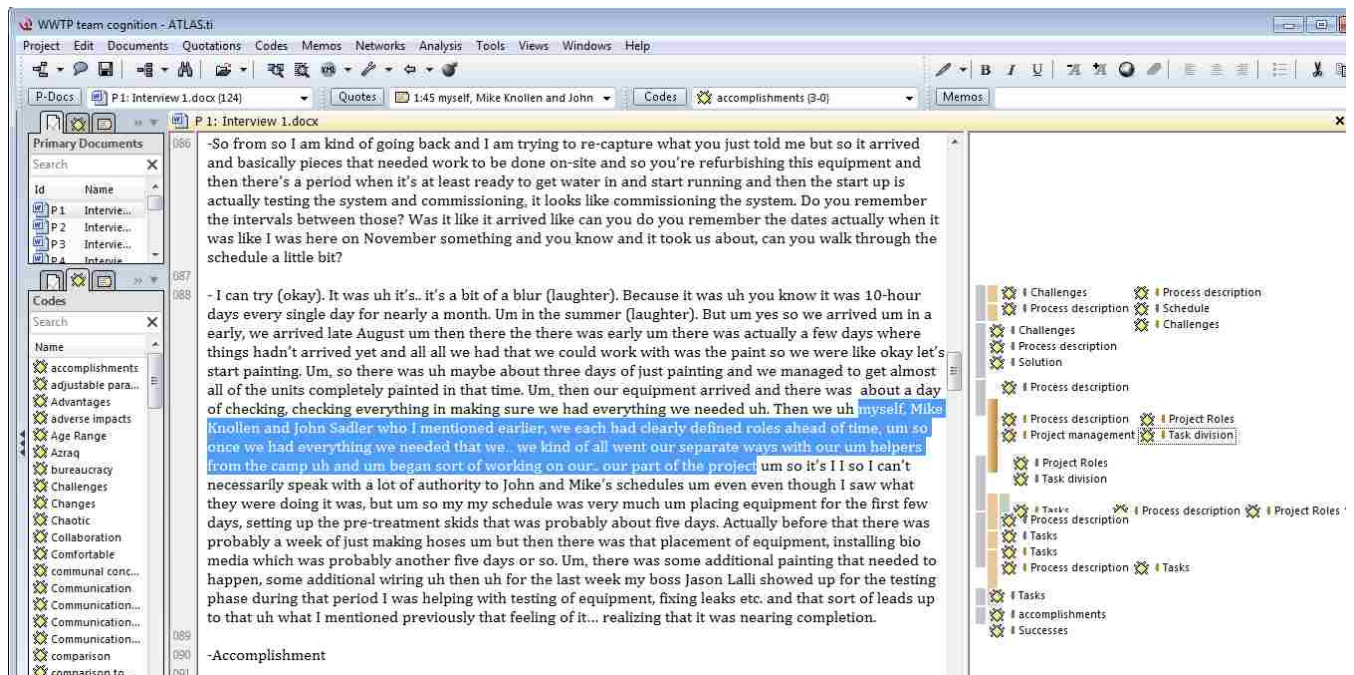 WWTP team cognition - ATLAS.ti
Project Edit Documents Quotations Codes Memos Networks Analysis Tools Views Windows Help
B I U A A
P-Docs P 1: Interview 1.docx (124) Quotes 1:45 myself, Mike Knollen and John Codes accomplishments {3-0} Memos
P 1: Interview 1.docx
Primary Documents
Search
Id Name
P 1 Intervie...
P 2 Intervie...
P 3 Intervie...
P 4 Intervie
Codes
Search
Name
accomplishments
adjustable para...
Advantages
adverse impacts
Age Range
Azraq
bureaucracy
Challenges
Changes
Chaotic
Collaboration
Comfortable
communal conc...
Communication
Communication...
Communication...
Communication...
comparison
comparison to
086
-So from so I am kind of going back and I am trying to re-capture what you just told me but so it arrived
and basically pieces that needed work to be done on-site and so you're refurbishing this equipment and
then there's a period when it's at least ready to get water in and start running and then the start up is
actually testing the system and commissioning, it looks like commissioning the system. Do you remember
the intervals between those? Was it like it arrived like can you do you remember the dates actually when it
was like I was here on November something and you know and it took us about, can you walk through the
schedule a little bit?
087
088
- I can try (okay). It was uh it's.. it's a bit of a blur (laughter). Because it was uh you know it was 10-hour
days every single day for nearly a month. Um in the summer (laughter). But um yes so we arrived um in a
early, we arrived late August um then there the there was early um there was actually a few days where
things hadn't arrived yet and all all we had that we could work with was the paint so we were like okay let's
start painting. Um, so there was uh maybe about three days of just painting and we managed to get almost
all of the units completely painted in that time. Um, then our equipment arrived and there was about a day
of checking, checking everything in making sure we had everything we needed uh. Then we uh myself, Mike
Knollen and John Sadler who I mentioned earlier, we each had clearly defined roles ahead of time, um so
once we had everything we needed that we.. we kind of all went our separate ways with our um helpers
from the camp uh and um began sort of working on our.. our part of the project um so it's I I so I can't
necessarily speak with a lot of authority to John and Mike's schedules um even even though I saw what
they were doing it was, but um so my my schedule was very much um placing equipment for the first few
days, setting up the pre-treatment skids that was probably about five days. Actually before that there was
probably a week of just making hoses um but then there was that placement of equipment, installing bio
media which was probably another five days or so. Um, there was some additional painting that needed to
happen, some additional wiring uh then uh for the last week my boss Jason Lalli showed up for the testing
phase during that period I was helping with testing of equipment, fixing leaks etc. and that sort of leads up
to that uh what I mentioned previously that feeling of it... realizing that it was nearing completion.
089
090
-Accomplishment
091
Challenges Process description
Process description Schedule
Challenges
Challenges
Process description
Solution
Process description
Process description Project Roles
Project management Task division
Project Roles
Task division
Tasks Process description Project Roles
Process description
Tasks
Tasks
Process description Tasks
Tasks
accomplishments
Successes